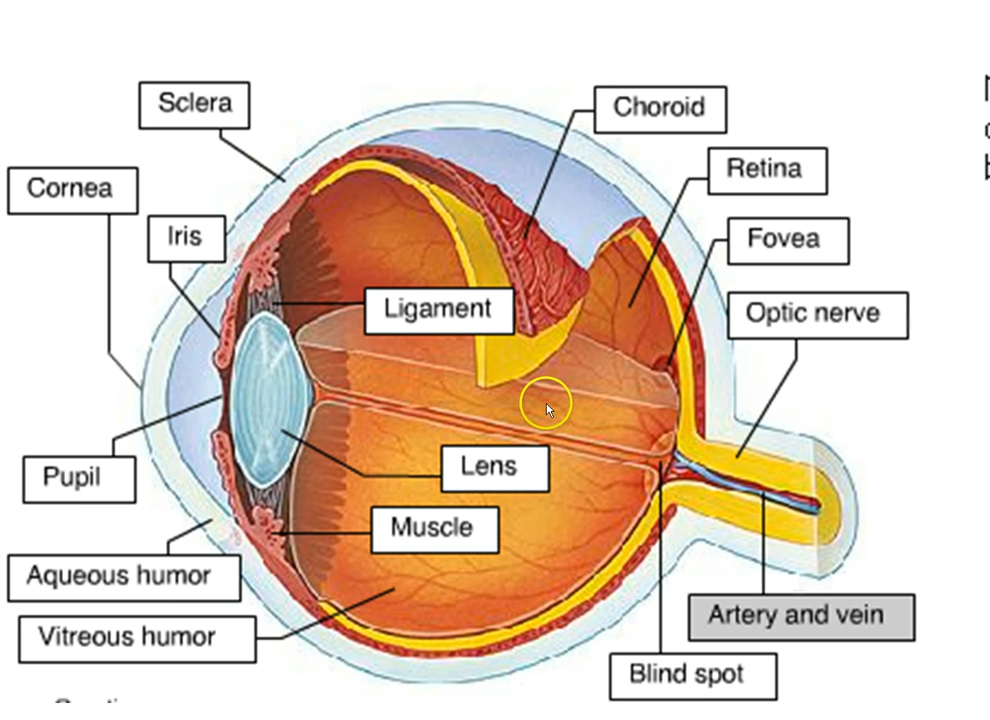 Sclera
Choroid
Cornea
Retina
Iris
Fovea
Ligament
Optic nerve
Lens
Pupil
Muscle
Aqueous humor
Artery and vein
Vitreous humor
Blind spot